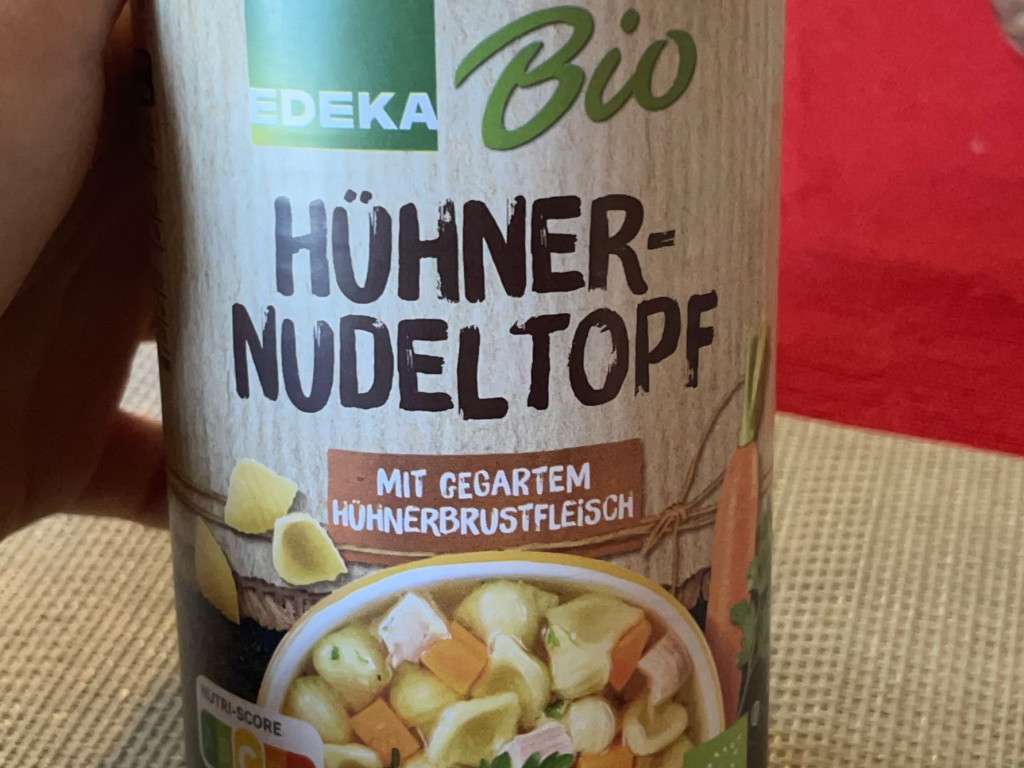 EDEKA
Bio
HÜHNER-
NUDELTOPF
MIT GEGARTEM
HÜHNERBRUSTFLEISCH
NUTRI-SCORE
C